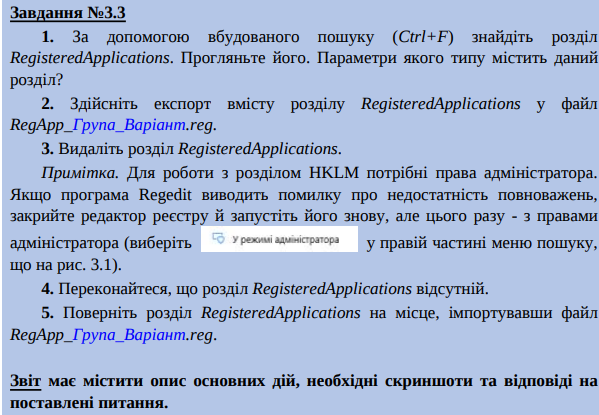 Завдання №3.3
1. За допомогою вбудованого пошуку (Ctrl+F) знайдіть розділ
RegisteredApplications. Прогляньте його. Параметри якого типу містить даний
розділ?
2. Здійсніть експорт вмісту розділу RegisteredApplications у файл
RegApp_Група_Варіант.reg.
3. Видаліть розділ RegisteredApplications.
Примітка. Для роботи з розділом HKLM потрібні права адміністратора.
Якщо програма Regedit виводить помилку про недостатність повноважень,
закрийте редактор реєстру й запустіть його знову, але цього разу - з правами
адміністратора (виберіть У режимі адміністратора у правій частині меню пошуку,
що на рис. 3.1).
4. Переконайтеся, що розділ RegisteredApplications відсутній.
5. Поверніть розділ RegisteredApplications на місце, імпортувавши файл
RegApp_Група_Варіант.reg.
Звіт має містити опис основних дій, необхідні скриншоти та відповіді на
поставлені питання.